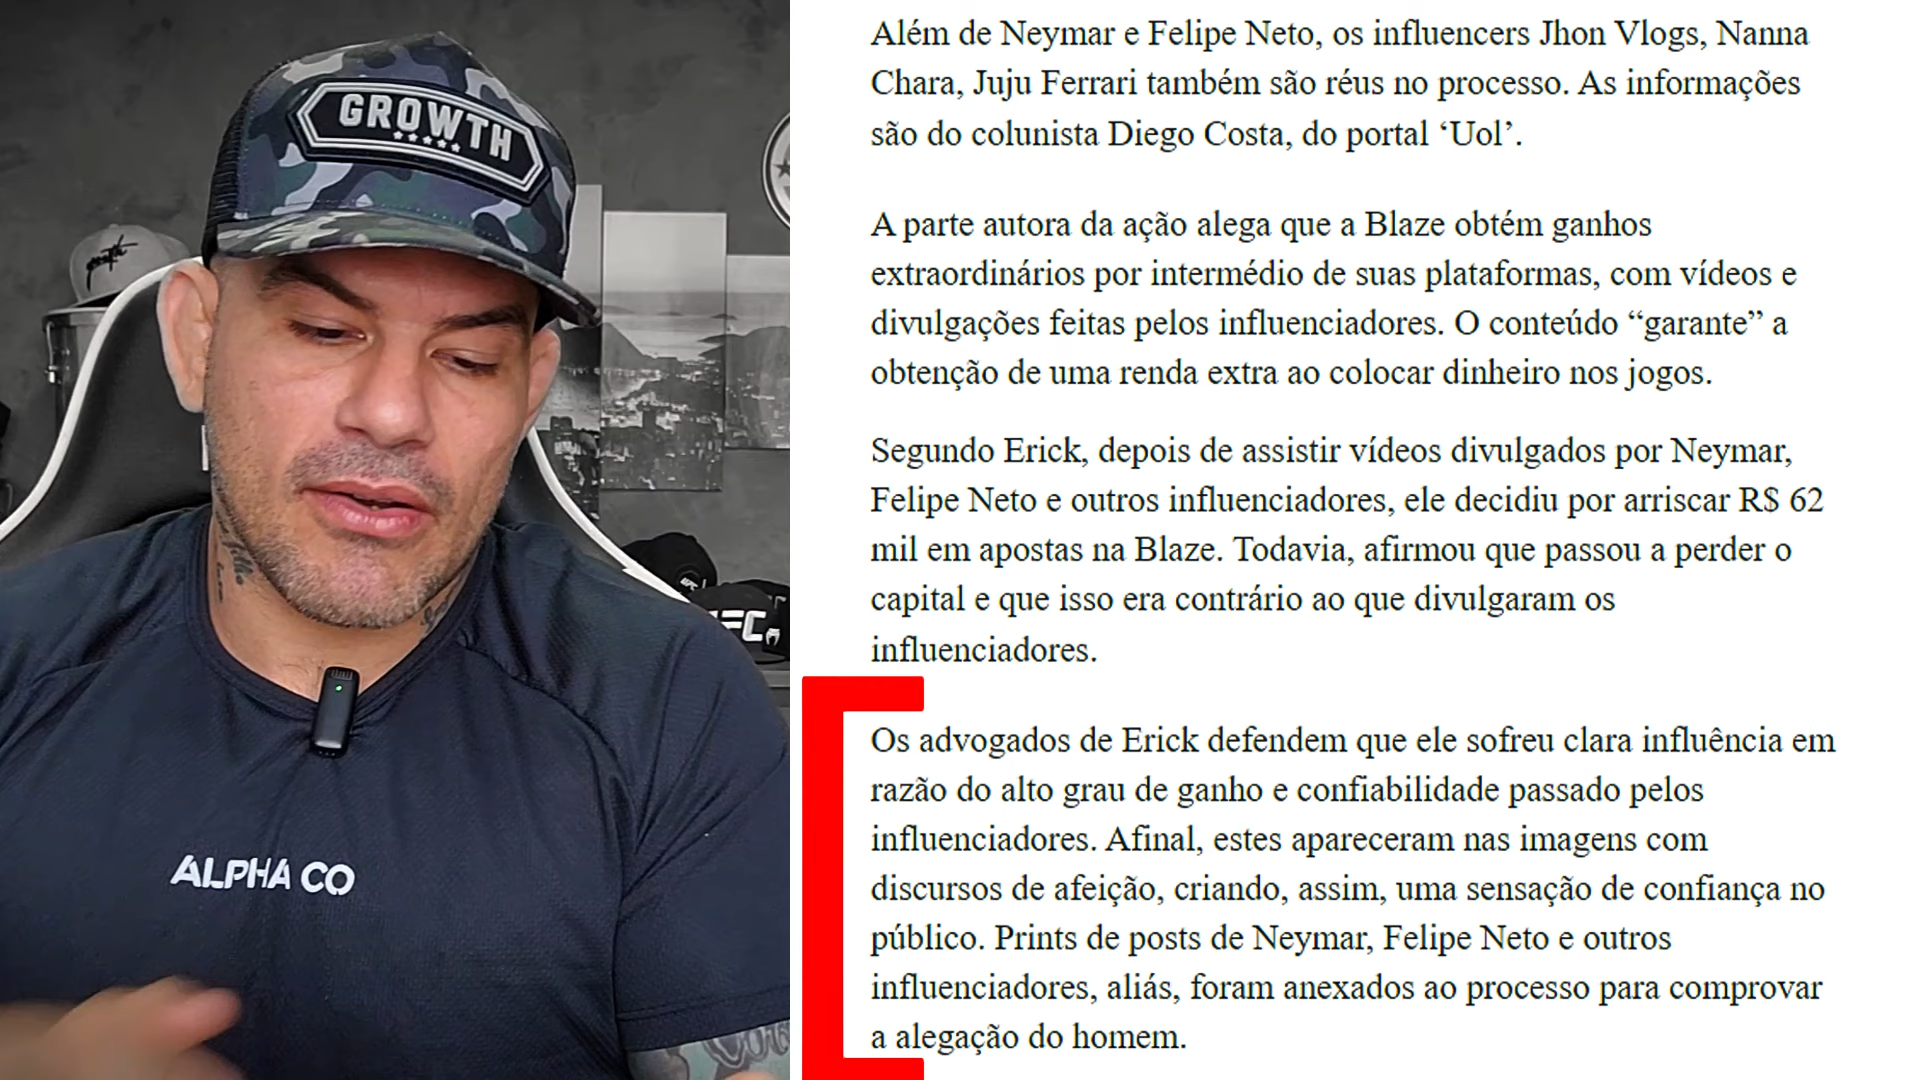 GROWTH
ALPHA CO
Além de Neymar e Felipe Neto, os influencers Jhon Vlogs, Nanna
Chara, Juju Ferrari também são réus no processo. As informações
são do colunista Diego Costa, do portal ‘Uol’.
A parte autora da ação alega que a Blaze obtém ganhos
extraordinários por intermédio de suas plataformas, com vídeos e
divulgações feitas pelos influenciadores. O conteúdo “garante” a
obtenção de uma renda extra ao colocar dinheiro nos jogos.
Segundo Erick, depois de assistir vídeos divulgados por Neymar,
Felipe Neto e outros influenciadores, ele decidiu por arriscar R$ 62
mil em apostas na Blaze. Todavia, afirmou que passou a perder o
capital e que isso era contrário ao que divulgaram os
influenciadores.
Os advogados de Erick defendem que ele sofreu clara influência em
razão do alto grau de ganho e confiabilidade passado pelos
influenciadores. Afinal, estes apareceram nas imagens com
discursos de afeição, criando, assim, uma sensação de confiança no
público. Prints de posts de Neymar, Felipe Neto e outros
influenciadores, aliás, foram anexados ao processo para comprovar
a alegação do homem.